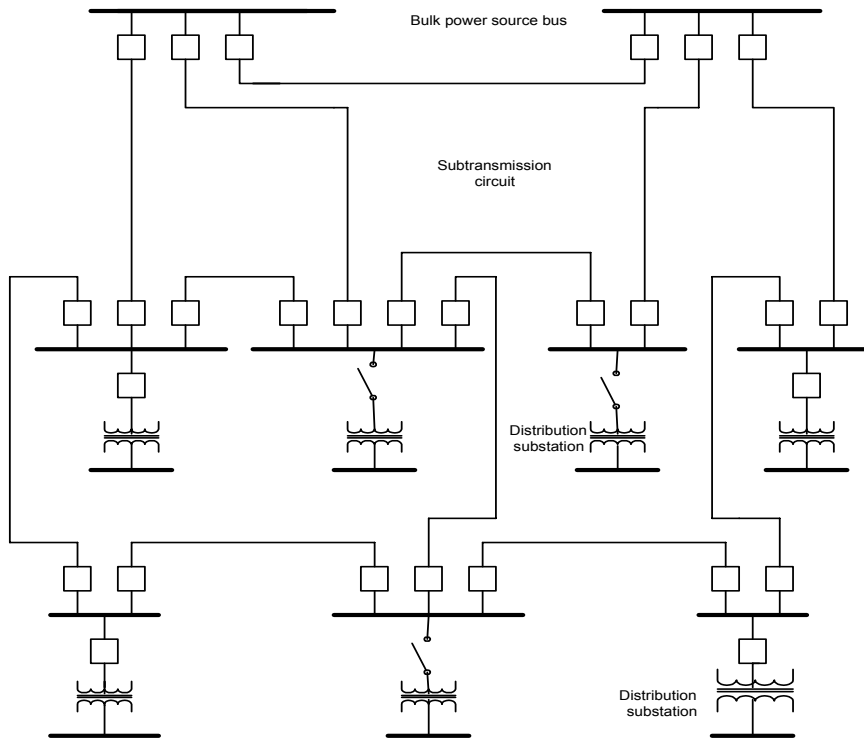 Bulk power source bus
Subtransmission
circuit
Distribution
substation
Distribution
substation